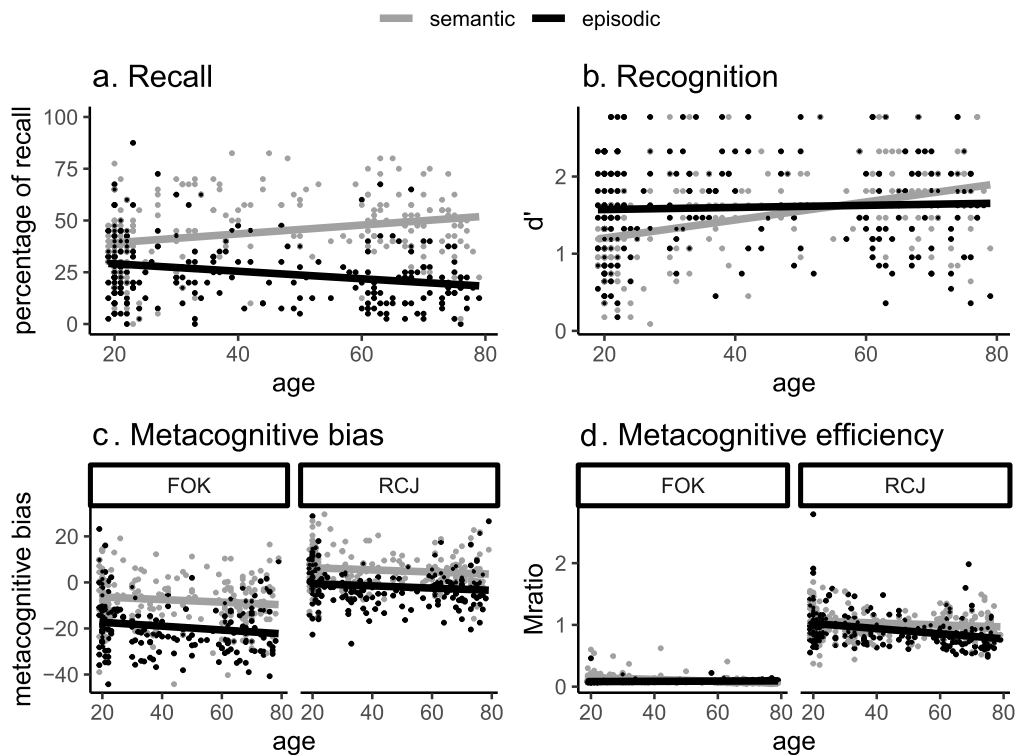 semantic episodic
a. Recall
percentage of recall
100
75
50
25
0
20 40 60 80
age
b. Recognition
d'
2
1
0
20 40 60 80
age
c. Metacognitive bias
FOK RCJ
metacognitive bias
20
0
−20
−40
20 40 60 80 20 40 60 80
age
d. Metacognitive efficiency
FOK RCJ
Mratio
2
1
0
20 40 60 80 20 40 60 80
age